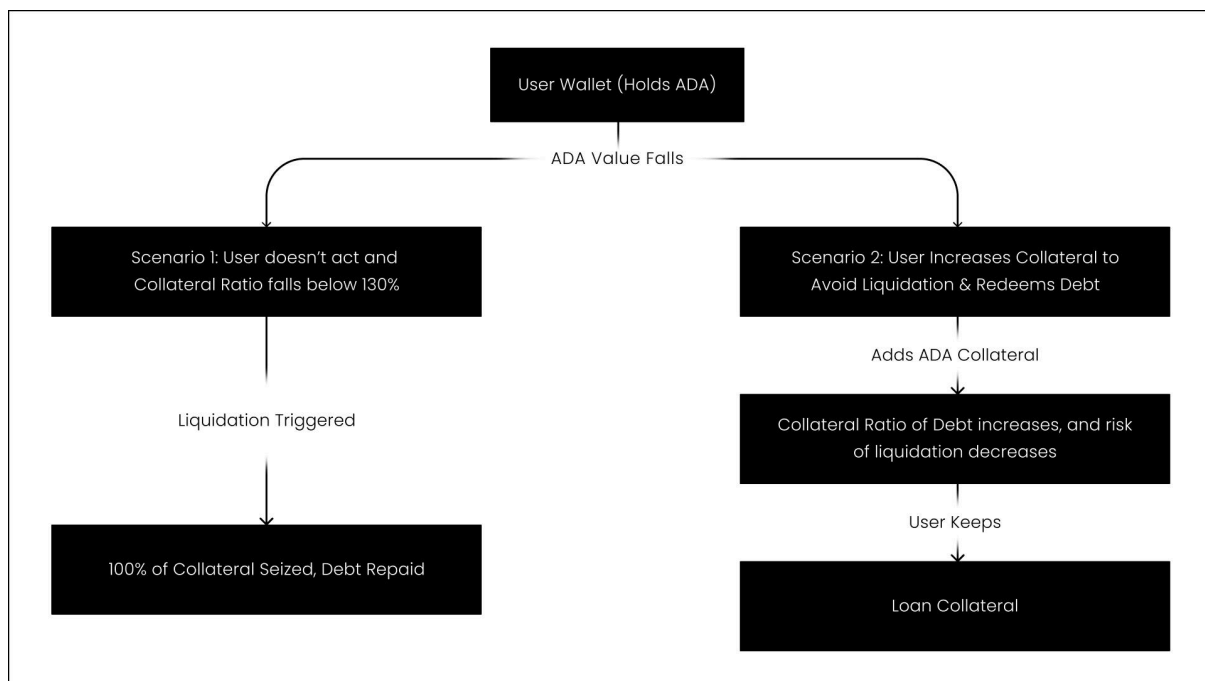 User Wallet (Holds ADA)
ADA Value Falls
Scenario 1: User doesn’t act and
Collateral Ratio falls below 130%
Liquidation Triggered
100% of Collateral Seized, Debt Repaid
Scenario 2: User Increases Collateral to
Avoid Liquidation & Redeems Debt
Adds ADA Collateral
Collateral Ratio of Debt increases, and risk
of liquidation decreases
User Keeps
Loan Collateral